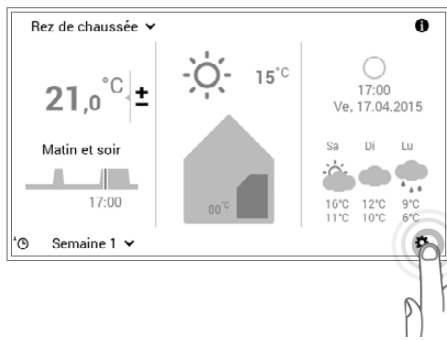 Rez de chaussée
21,0 °C ±
Matin et soir
17:00
Semaine 1
15°C
80°C
17:00
Ve, 17.04.2015
Sa Di Lu
16°C 12°C 9°C
11°C 10°C 6°C